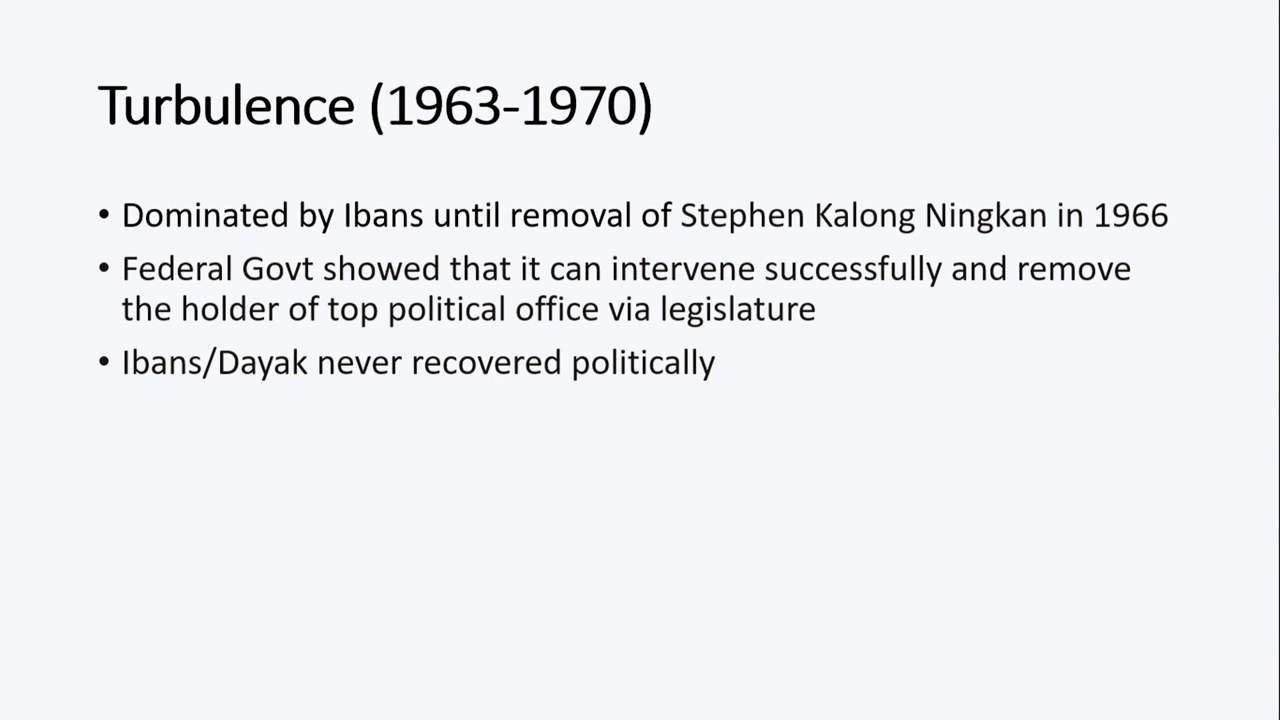 Turbulence (1963-1970)
• Dominated by Ibans until removal of Stephen Kalong Ningkan in 1966
• Federal Govt showed that it can intervene successfully and remove
the holder of top political office via legislature
• Ibans/Dayak never recovered politically